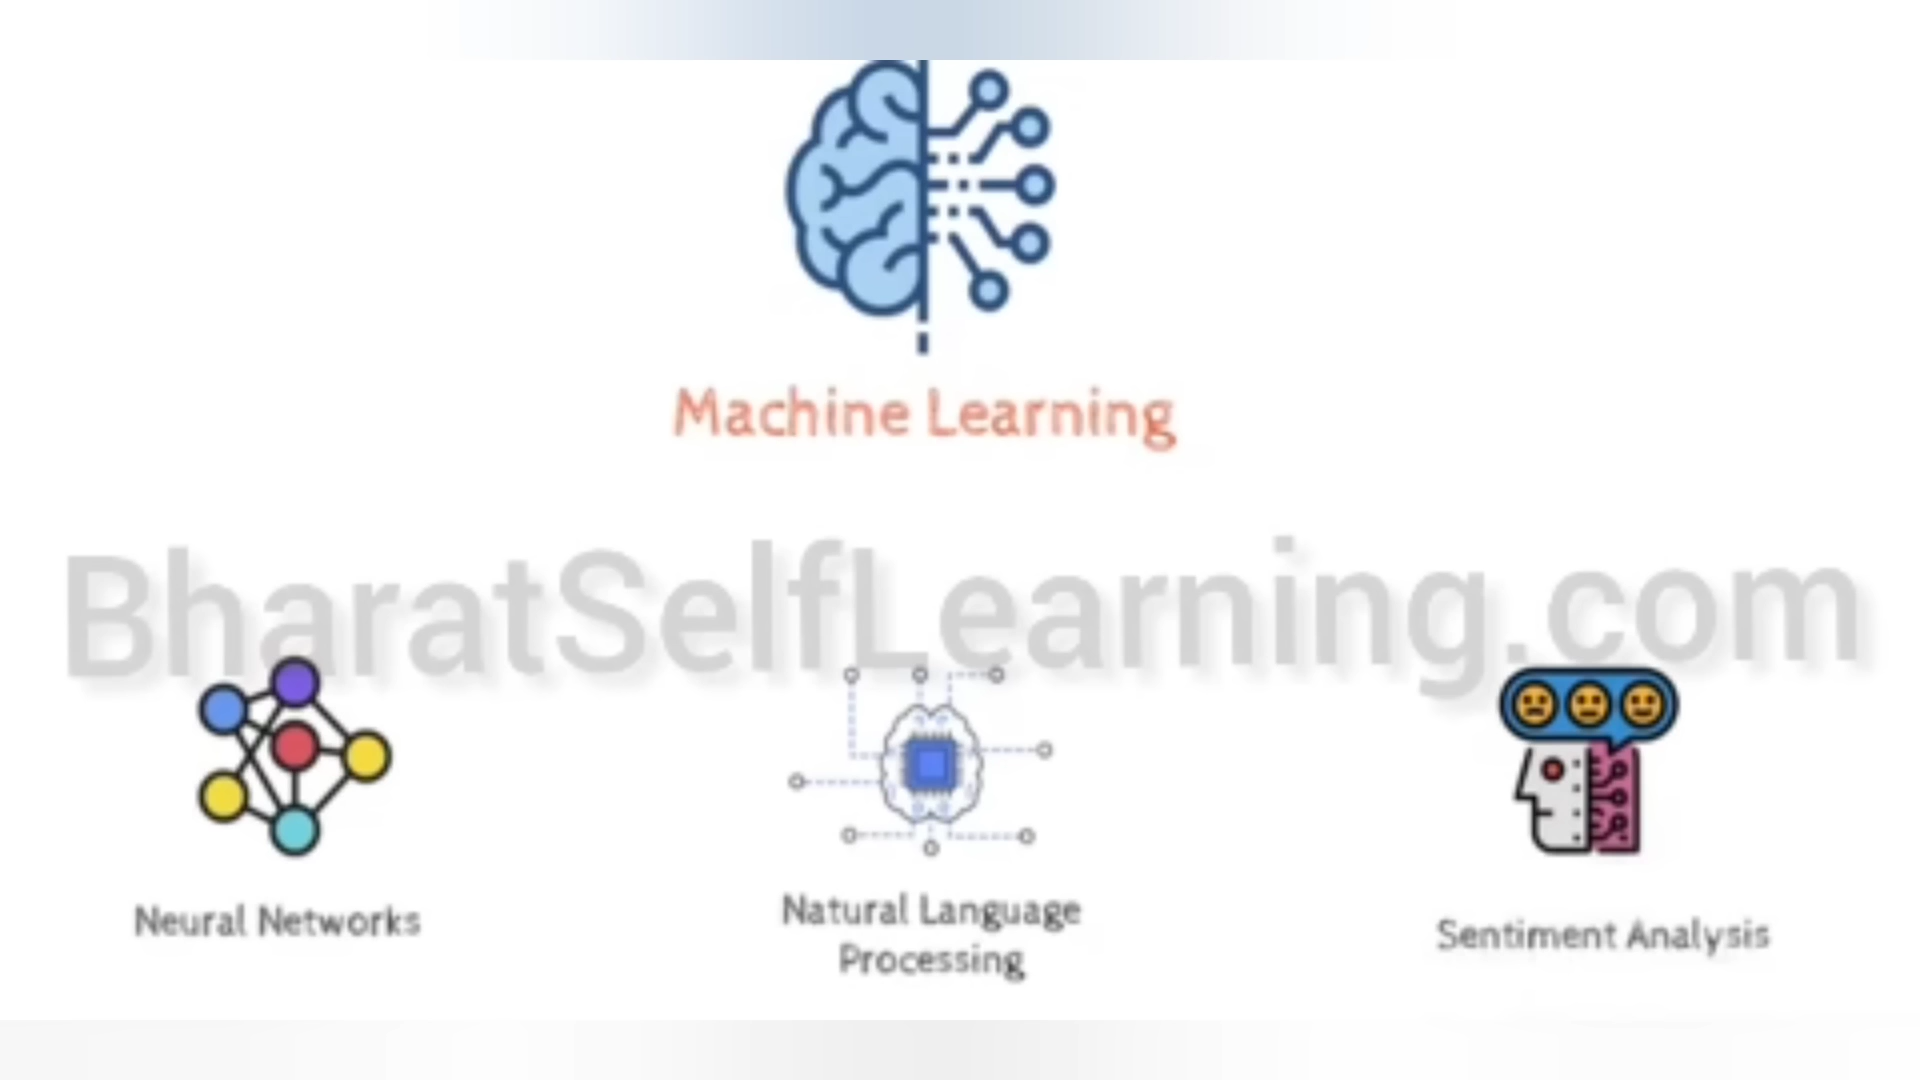 Machine Learning
BharatSelfLearning.com
Neural Networks
Natural Language
Processing
Sentiment Analysis